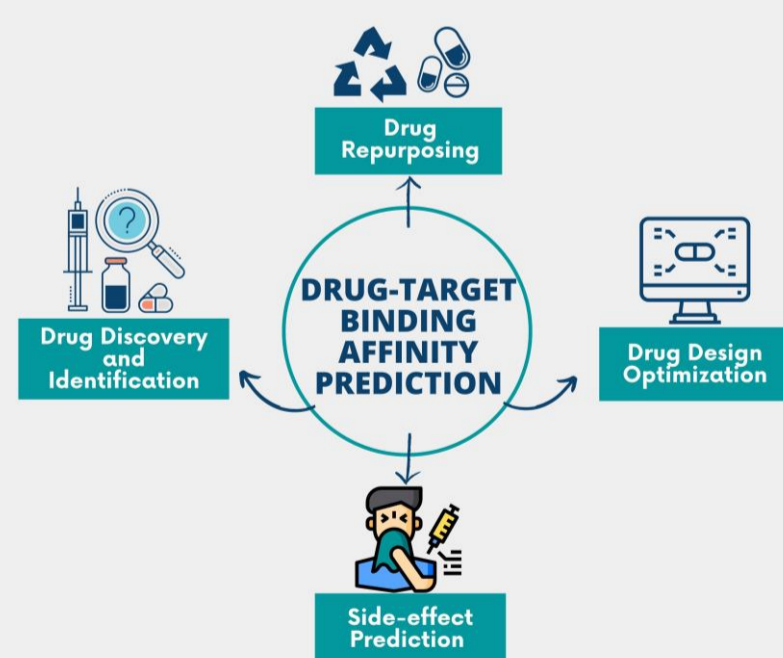 Drug
Repurposing
DRUG-TARGET
BINDING
AFFINITY
PREDICTION
?
Drug Discovery
and
Identification
Drug Design
Optimization
Side-effect
Prediction